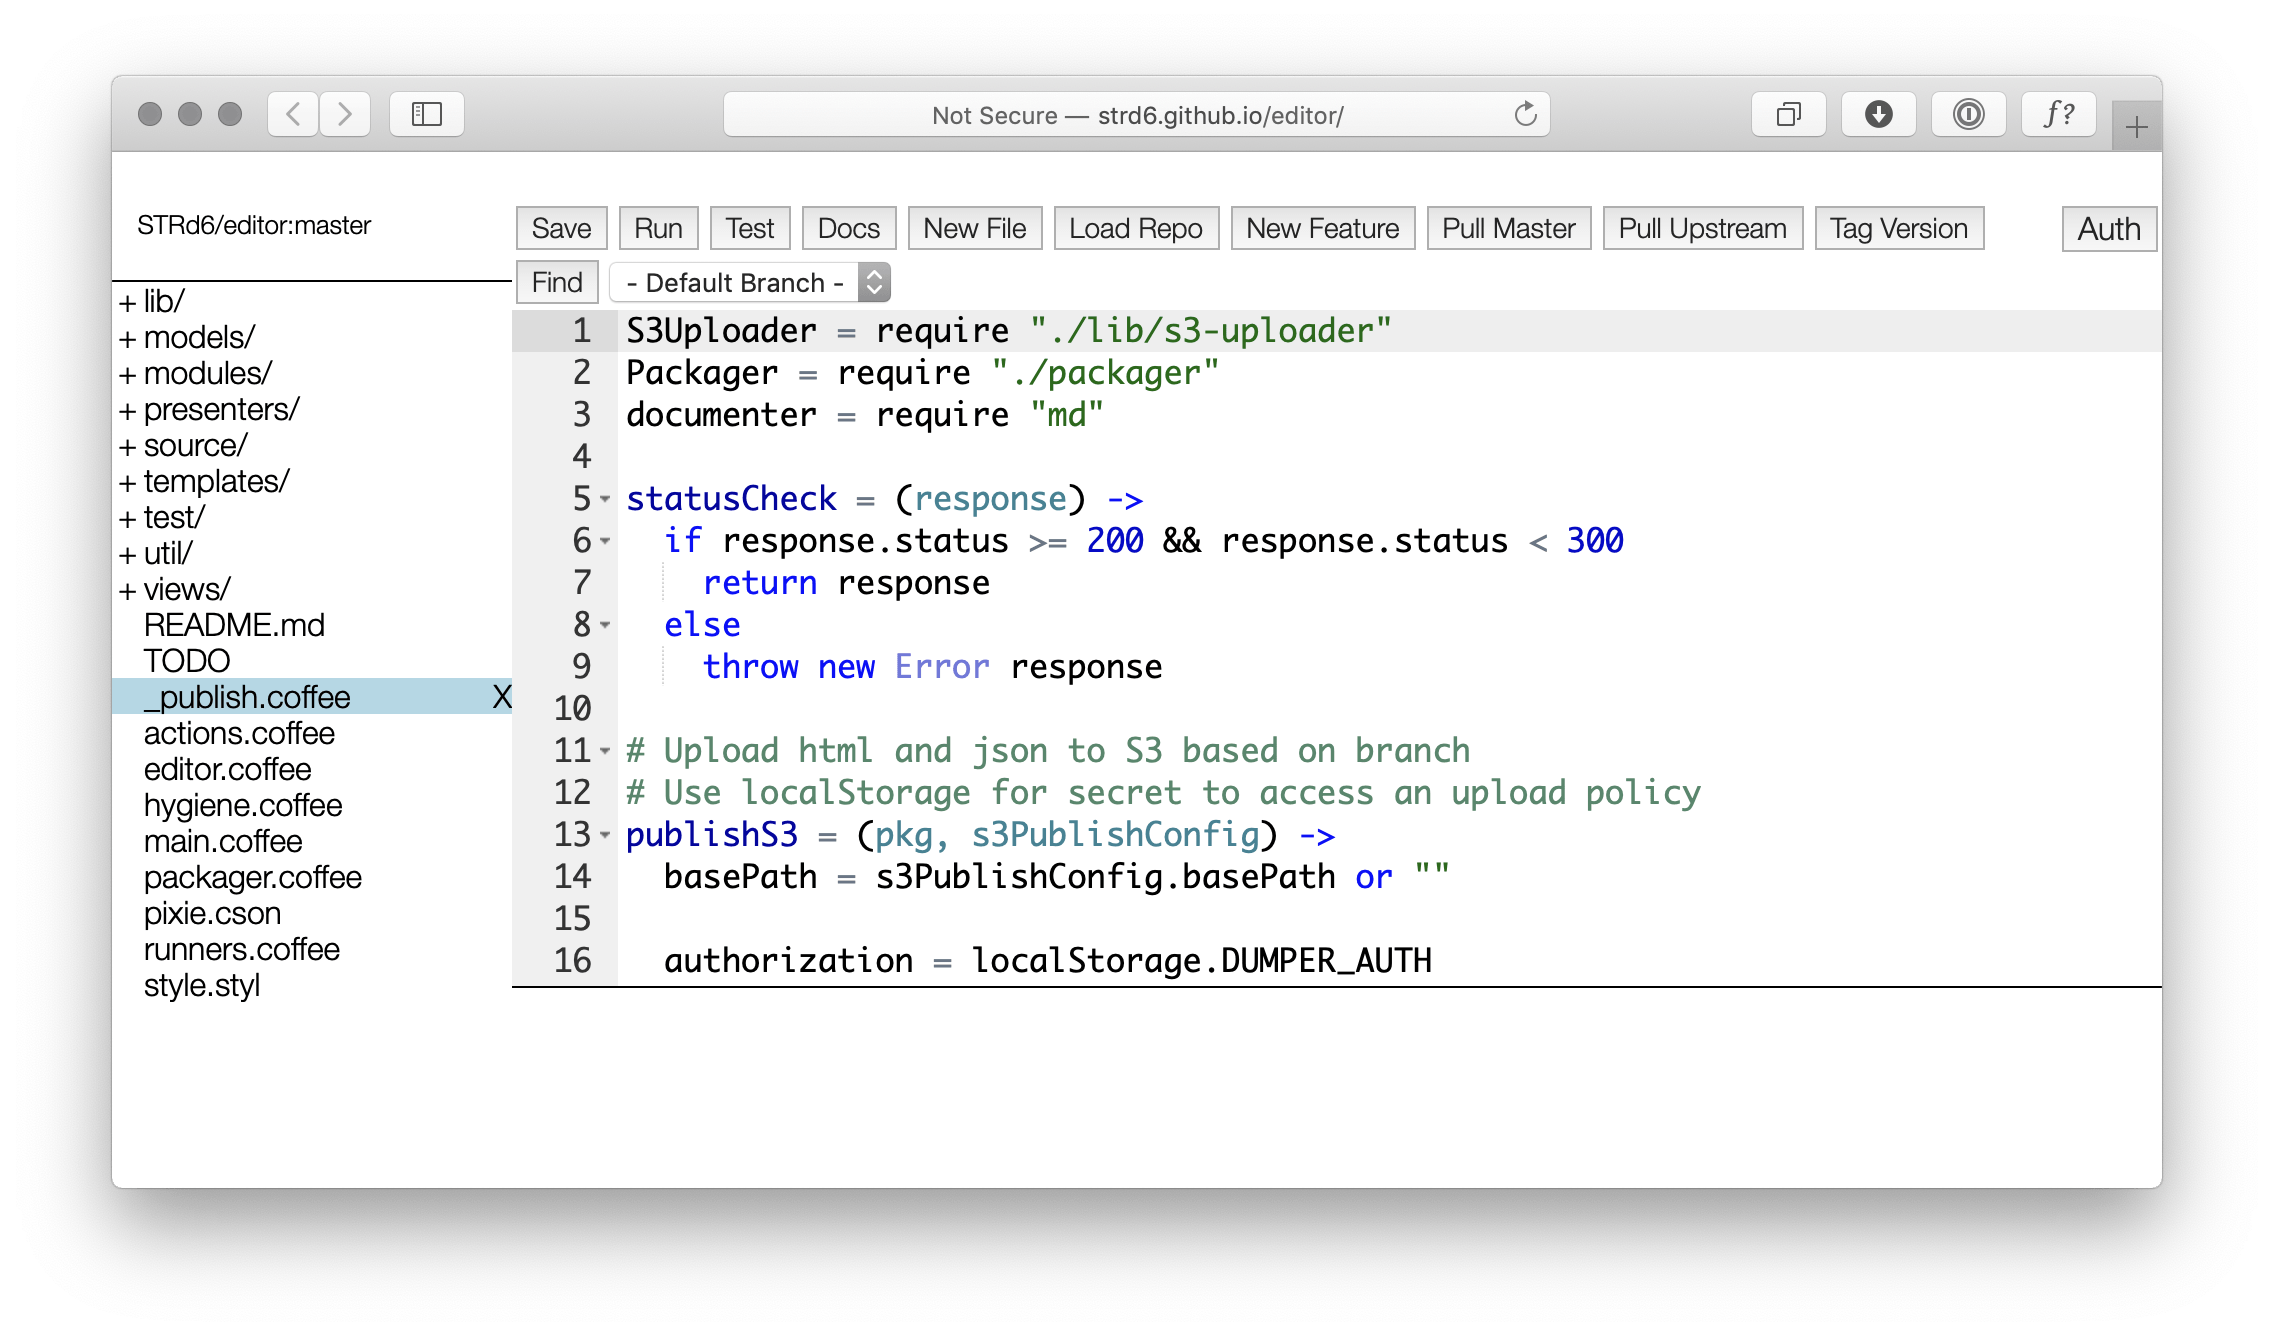 Not Secure — strd6.github.io/editor/
ƒ?
STRd6/editor:master
Save Run Test Docs New File Load Repo New Feature Pull Master Pull Upstream Tag Version Auth
Find - Default Branch -
+ lib/
+ models/
+ modules/
+ presenters/
+ source/
+ templates/
+ test/
+ util/
+ views/
README.md
TODO
_publish.coffee X
actions.coffee
editor.coffee
hygiene.coffee
main.coffee
packager.coffee
pixie.cson
runners.coffee
style.styl
1 S3Uploader = require "./lib/s3-uploader"
2 Packager = require "./packager"
3 documenter = require "md"
4
5 statusCheck = (response) ->
6 if response.status >= 200 && response.status < 300
7 return response
8 else
9 throw new Error response
10
11 # Upload html and json to S3 based on branch
12 # Use localStorage for secret to access an upload policy
13 publishS3 = (pkg, s3PublishConfig) ->
14 basePath = s3PublishConfig.basePath or ""
15
16 authorization = localStorage.DUMPER_AUTH